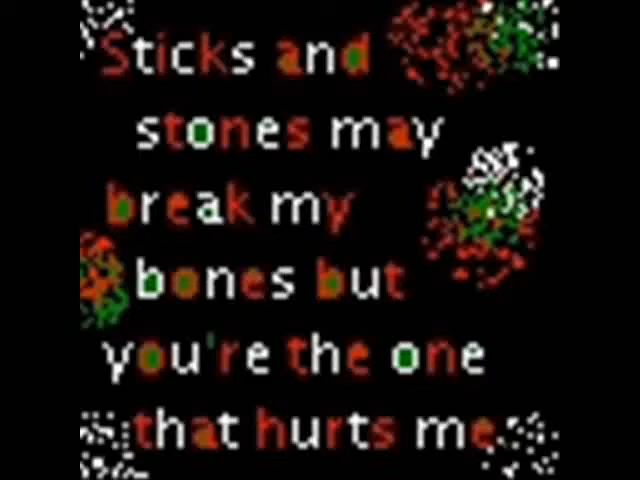 Sticks and
stones may
break my
bones but
you're the one
that hurts me